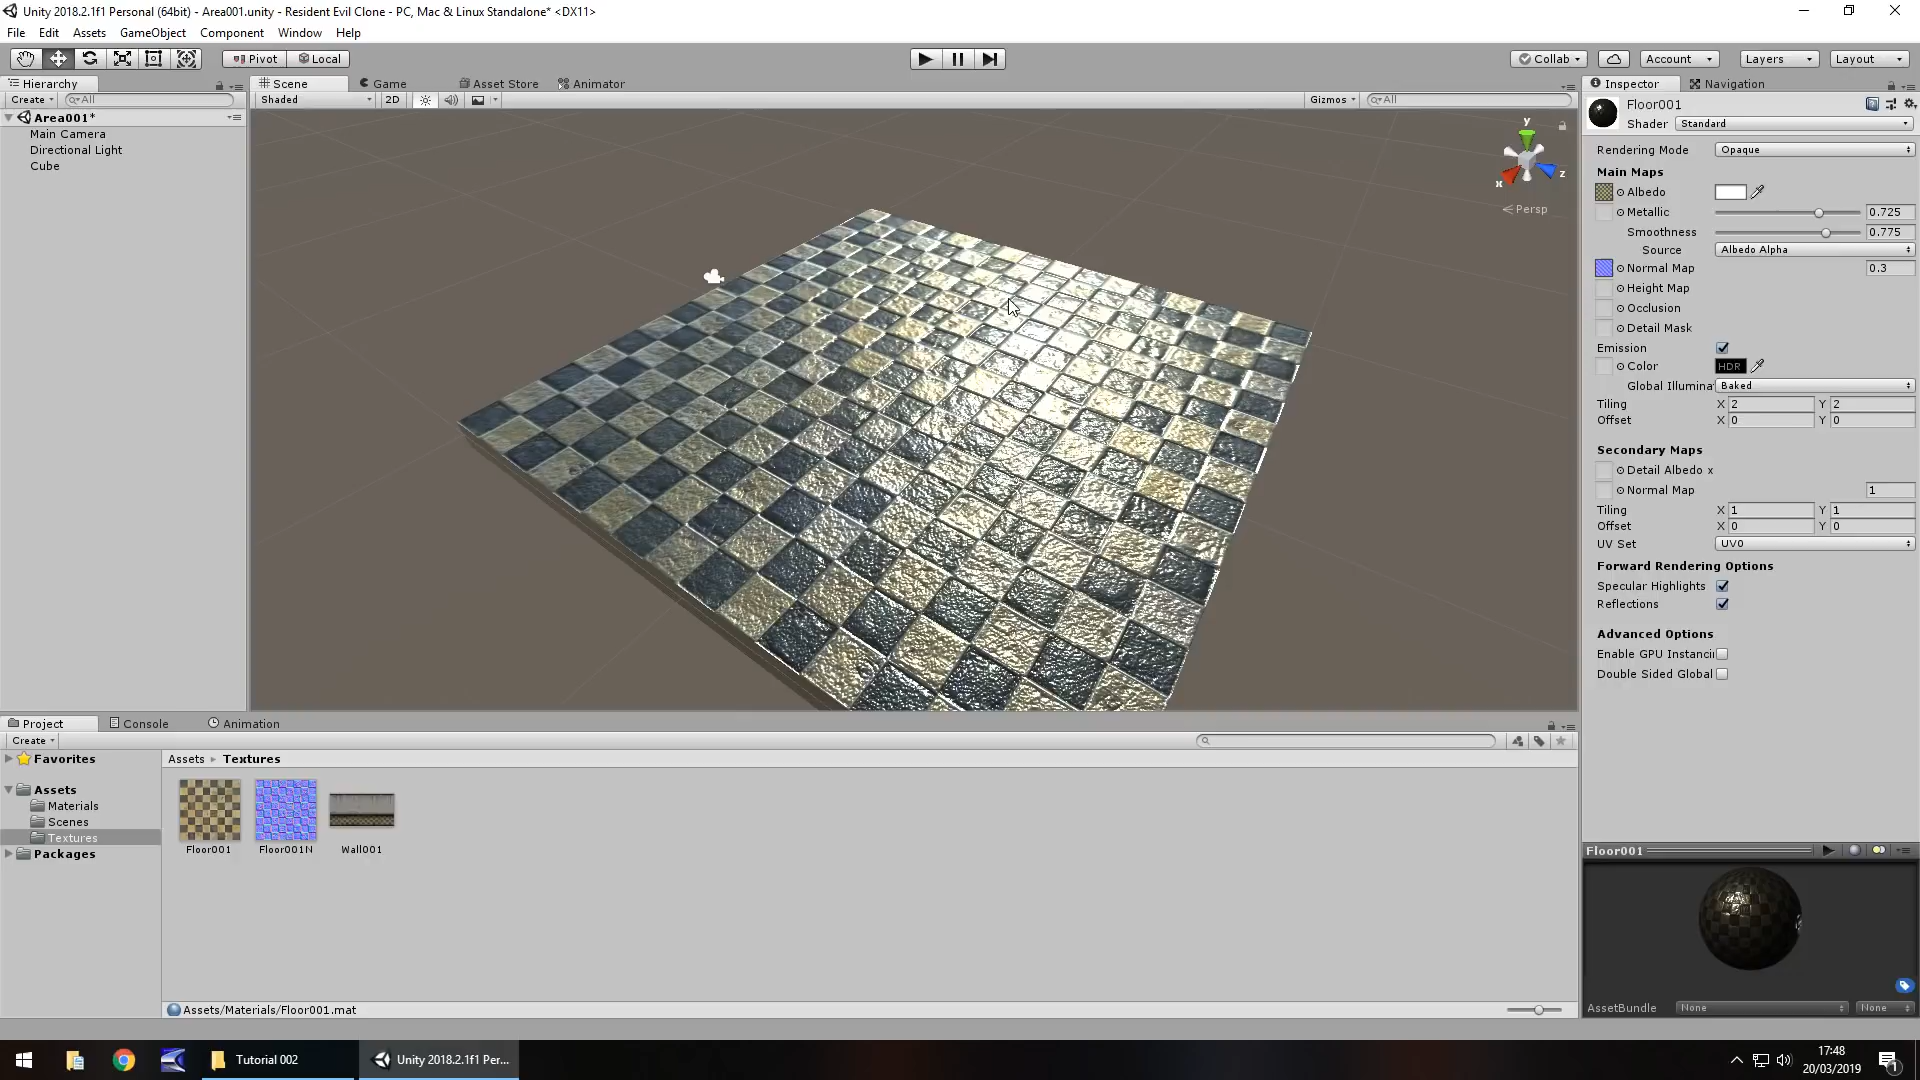 Unity 2018.2.1f1 Personal (64bit) - Area001.unity - Resident Evil Clone - PC, Mac & Linux Standalone* <DX11>
File Edit Assets GameObject Component Window Help
Pivot Local Collab Account Layers Layout
Hierarchy Scene Game Asset Store Animator Inspector Navigation
Create All Shaded 2D Gizmos All
Area001*
Main Camera
Directional Light
Cube
y
x
z
Persp
Floor001
Shader Standard
Rendering Mode Opaque
Main Maps
Albedo
Metallic 0.725
Smoothness 0.775
Source Albedo Alpha
Normal Map 0.3
Height Map
Occlusion
Detail Mask
Emission
Color HDR
Global Illumina Baked
Tiling X 2 Y 2
Offset X 0 Y 0
Secondary Maps
Detail Albedo x
Normal Map 1
Tiling X 1 Y 1
Offset X 0 Y 0
UV Set UV0
Forward Rendering Options
Specular Highlights
Reflections
Advanced Options
Enable GPU Instanci
Double Sided Global
Project Console Animation
Create
Favorites
Assets
Materials
Scenes
Textures
Packages
Assets Textures
Floor001 Floor001N Wall001
Assets/Materials/Floor001.mat
Floor001
AssetBundle None None
Tutorial 002 Unity 2018.2.1f1 Per...
17:48
20/03/2019
1